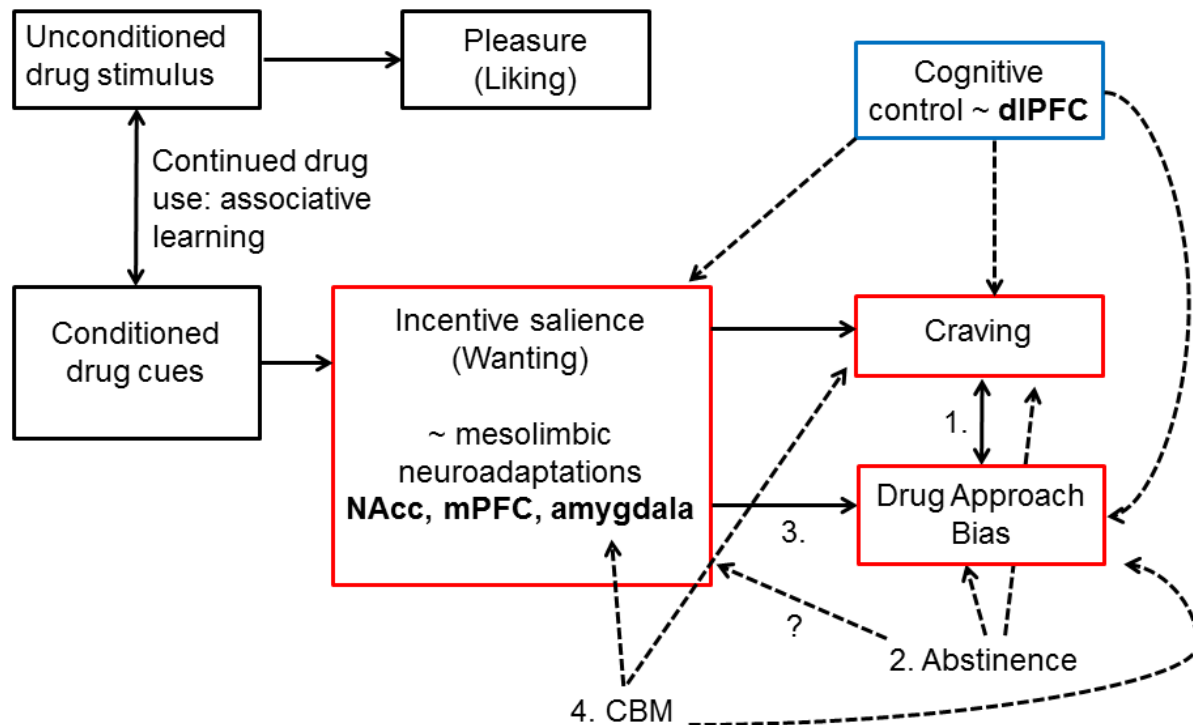 Unconditioned
drug stimulus
Pleasure
(Liking)
Cognitive
control ~ dlPFC
Continued drug
use: associative
learning
Conditioned
drug cues
Incentive salience
(Wanting)
~ mesolimbic
neuroadaptations
NAcc, mPFC, amygdala
Craving
1.
Drug Approach
Bias
3.
?
2. Abstinence
4. CBM